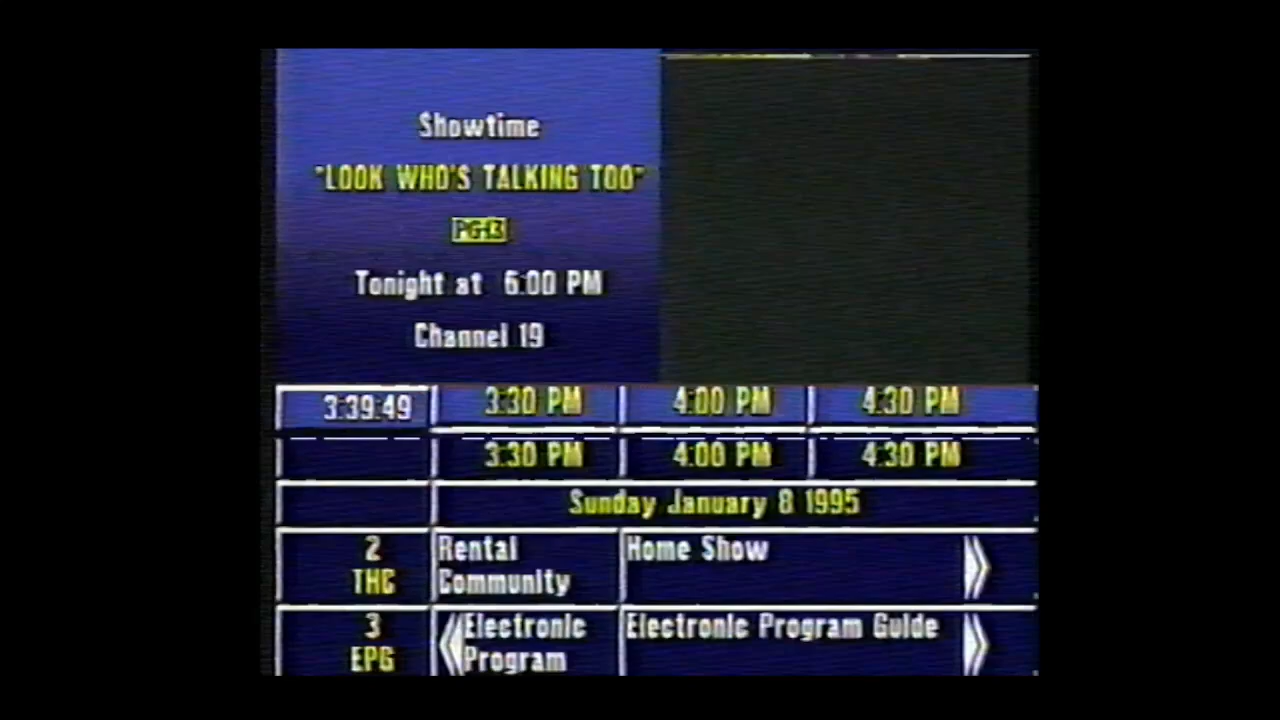 Showtime
"LOOK WHO'S TALKING TOO"
PG-13
Tonight at 6:00 PM
Channel 19
3:39:49 3:30 PM 4:00 PM 4:30 PM
3:30 PM 4:00 PM 4:30 PM
Sunday January 8 1995
2 Rental Home Show
THC Community
3 Electronic Electronic Program Guide
EPG Program